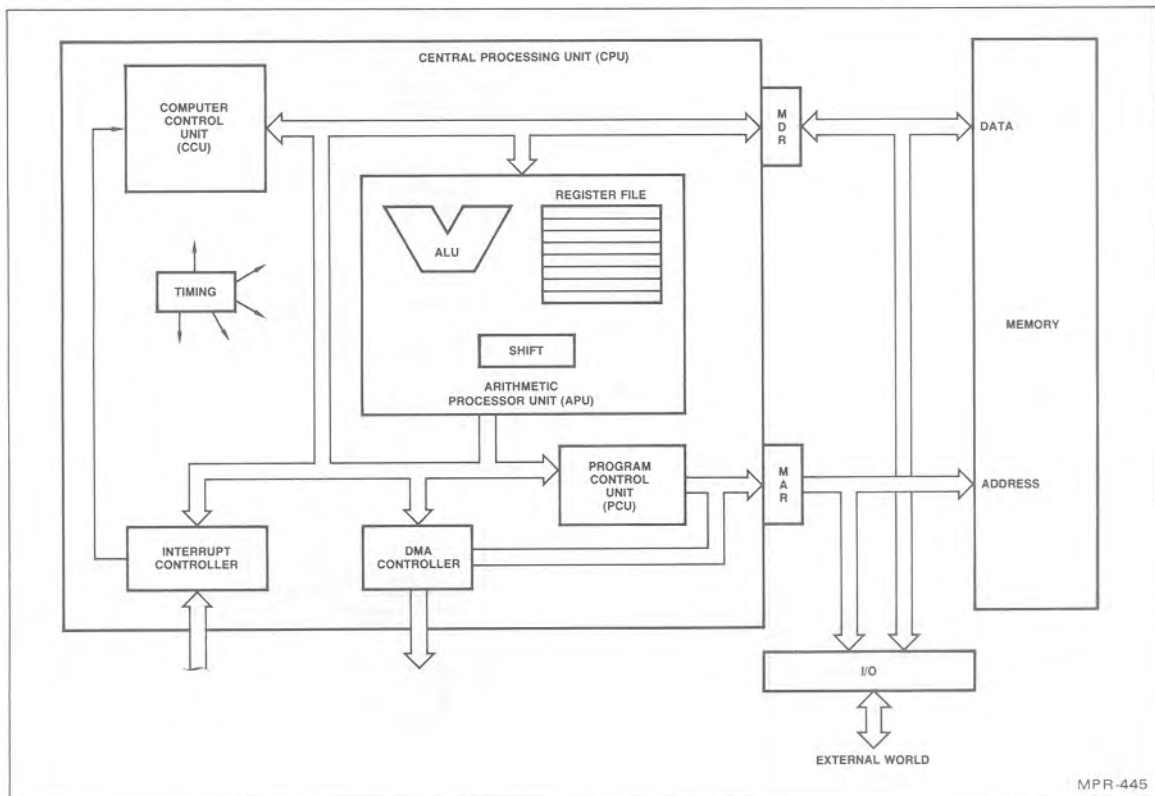 CENTRAL PROCESSING UNIT (CPU)
COMPUTER
CONTROL
UNIT
(CCU)
M
D
R
DATA
REGISTER FILE
ALU
TIMING
SHIFT
MEMORY
ARITHMETIC
PROCESSOR UNIT (APU)
PROGRAM
CONTROL
UNIT
(PCU)
M
A
R
ADDRESS
INTERRUPT
CONTROLLER
DMA
CONTROLLER
I/O
EXTERNAL WORLD
MPR-445